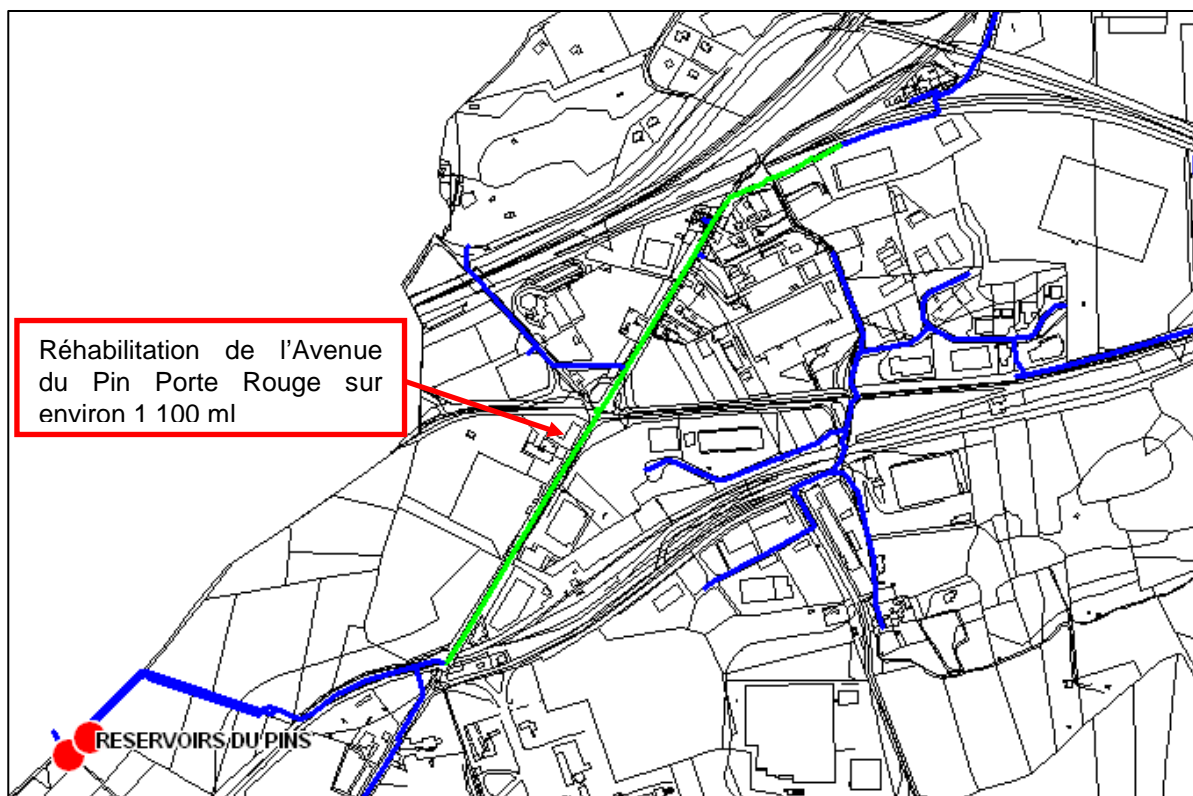 Réhabilitation de l'Avenue
du Pin Porte Rouge sur
environ 1 100 ml
RESERVOIRS DU PINS